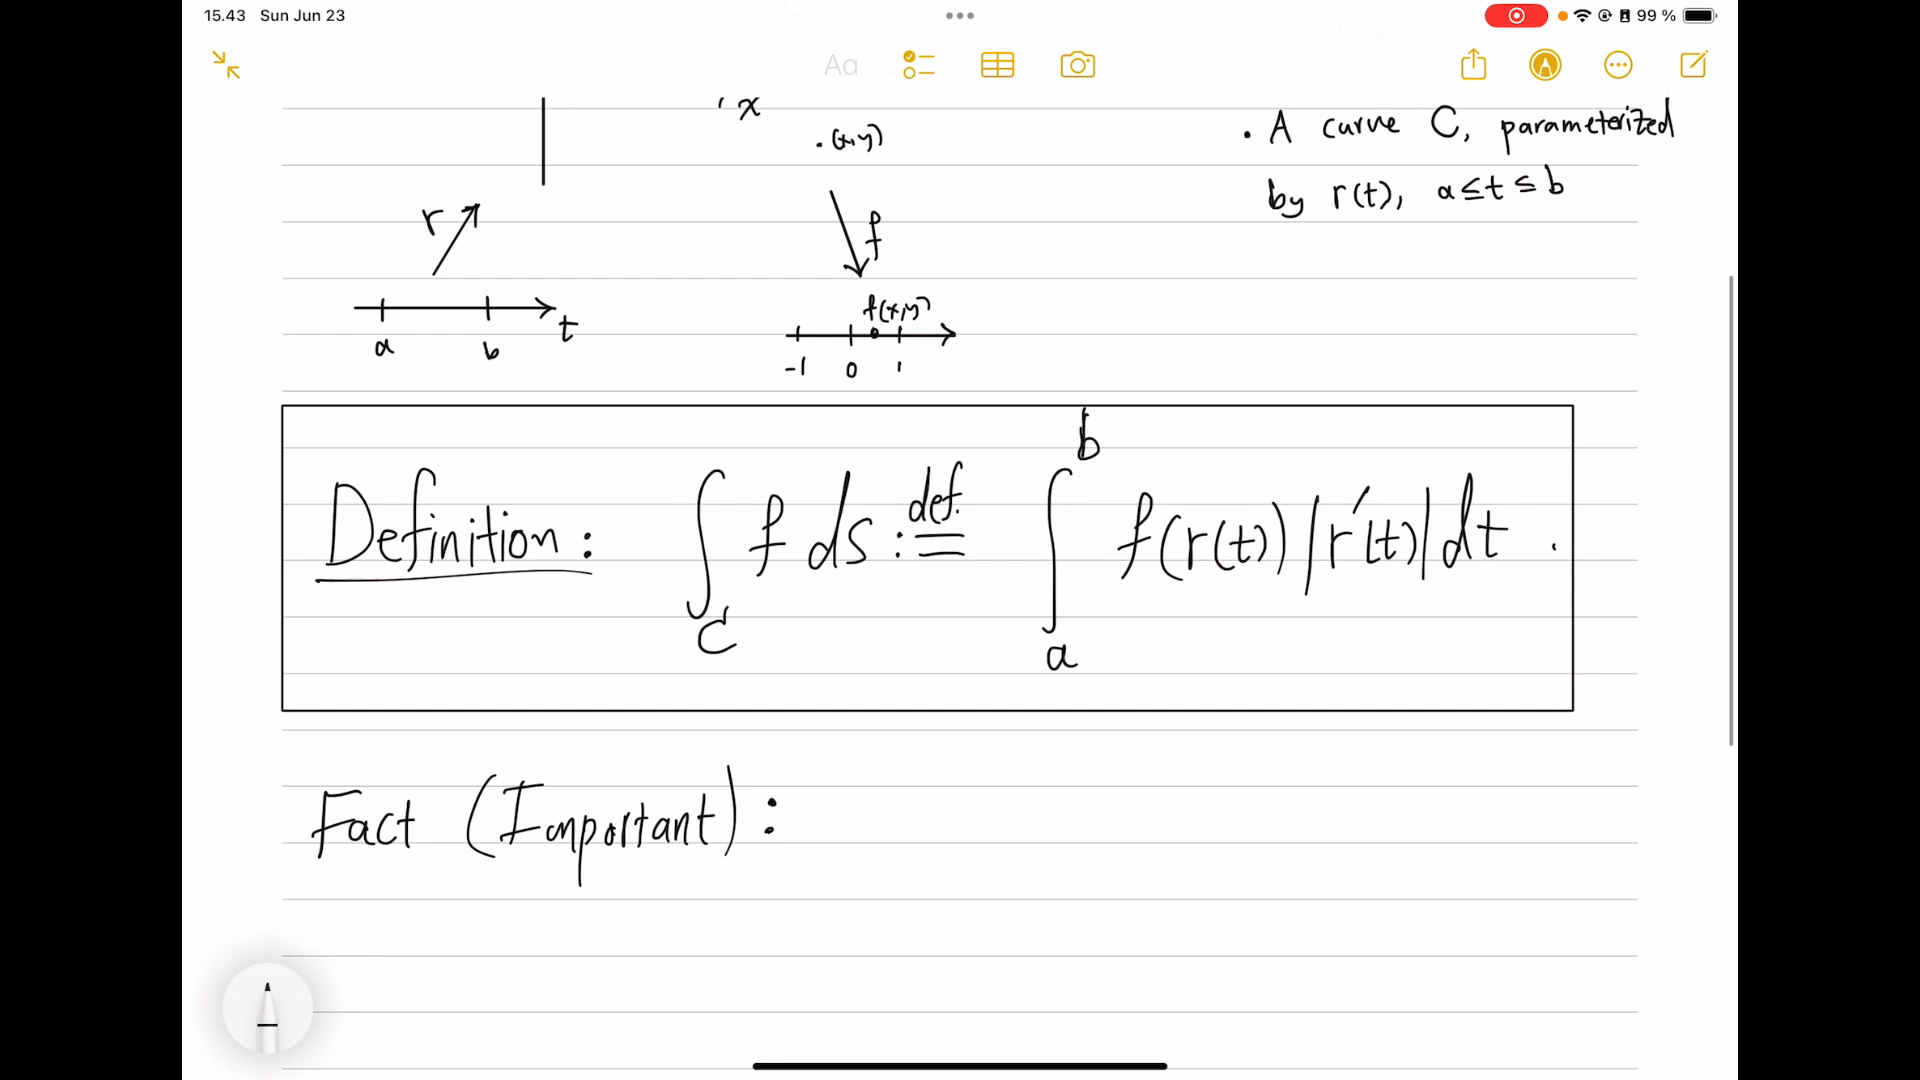 15.43 Sun Jun 23
99 %
Aa
x
(x,y)
· A curve C, parameterized
by r(t), a ≤ t ≤ b
r
f
f(x,y)
a b t
-1 0 1
Definition: ∫_C f ds :≝ ∫_a^b f(r(t)) |r′(t)| dt .
Fact (Important) :